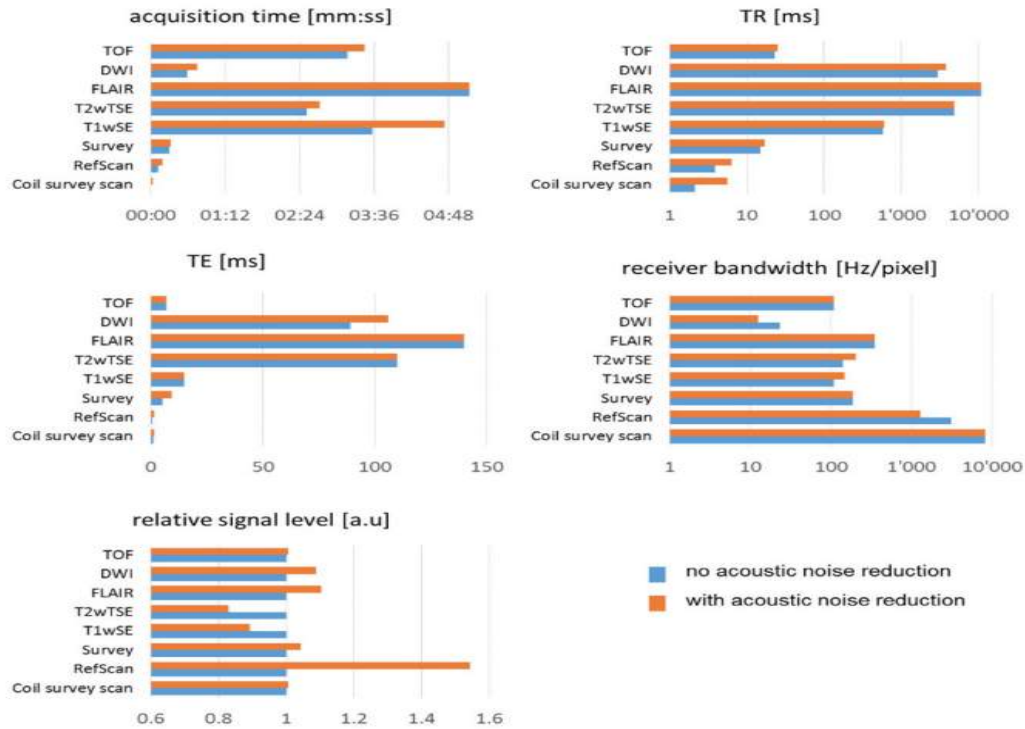 acquisition time [mm:ss]
TOF
DWI
FLAIR
T2wTSE
T1wSE
Survey
RefScan
Coil survey scan
00:00 01:12 02:24 03:36 04:48
TR [ms]
TOF
DWI
FLAIR
T2wTSE
T1wSE
Survey
RefScan
Coil survey scan
1 10 100 1'000 10'000
TE [ms]
TOF
DWI
FLAIR
T2wTSE
T1wSE
Survey
RefScan
Coil survey scan
0 50 100 150
receiver bandwidth [Hz/pixel]
TOF
DWI
FLAIR
T2wTSE
T1wSE
Survey
RefScan
Coil survey scan
1 10 100 1'000 10'000
relative signal level [a.u]
TOF
DWI
FLAIR
T2wTSE
T1wSE
Survey
RefScan
Coil survey scan
0.6 0.8 1 1.2 1.4 1.6
no acoustic noise reduction
with acoustic noise reduction